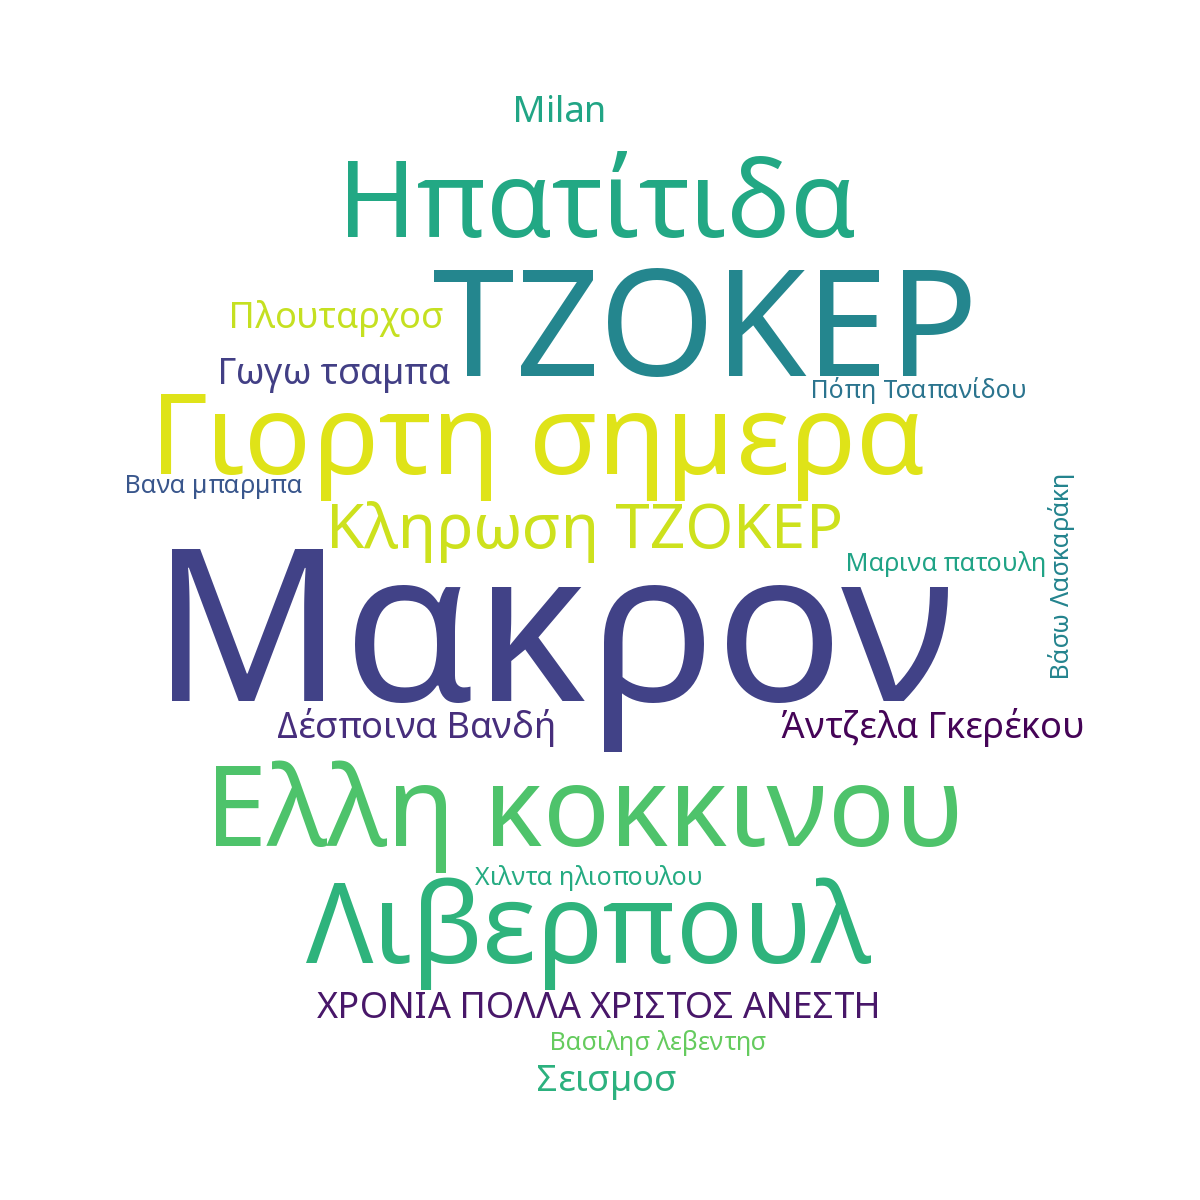 Milan
Ηπατίτιδα
ΤΖΟΚΕΡ
Πλουταρχοσ
Γωγω τσαμπα
Πόπη Τσαπανίδου
Γιορτη σημερα
Βανα μπαρμπα
Κληρωση ΤΖΟΚΕΡ
Μαρινα πατουλη
Βάσω Λασκαράκη
Μακρον
Δέσποινα Βανδή
Άντζελα Γκερέκου
Ελλη κοκκινου
Χιλντα ηλιοπουλου
Λιβερπουλ
ΧΡΟΝΙΑ ΠΟΛΛΑ ΧΡΙΣΤΟΣ ΑΝΕΣΤΗ
Βασιλησ λεβεντησ
Σεισμοσ